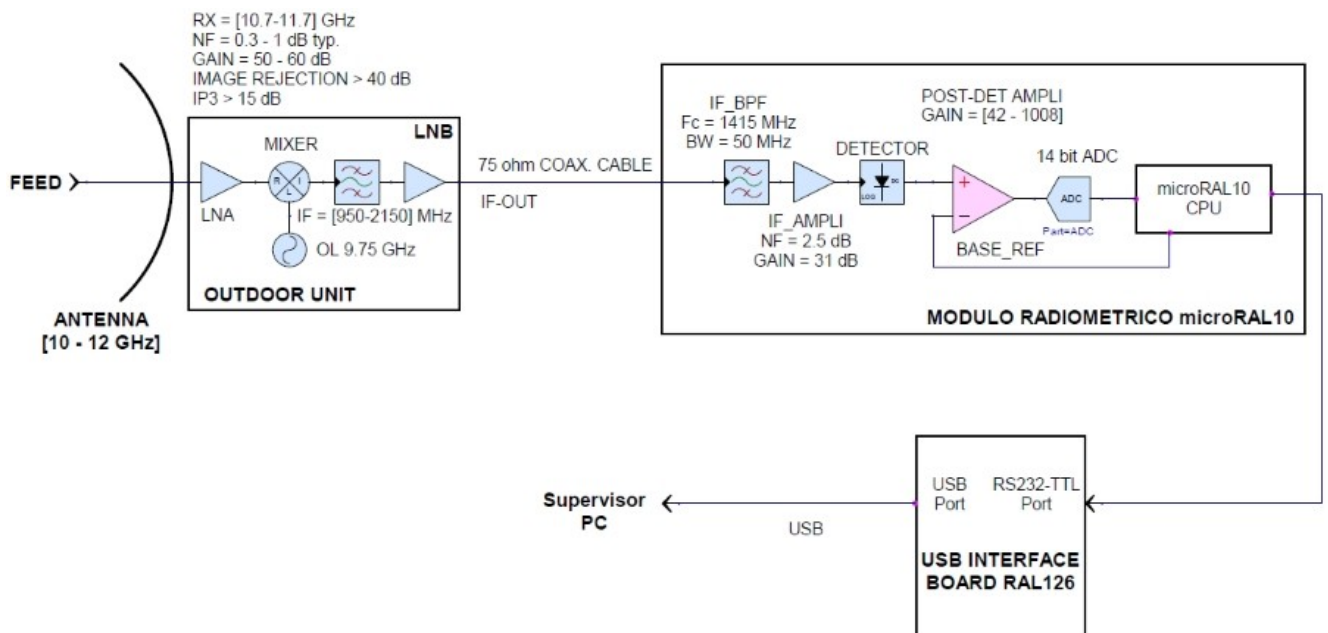 RX = [10.7-11.7] GHz
NF = 0.3 - 1 dB typ.
GAIN = 50 - 60 dB
IMAGE REJECTION > 40 dB
IP3 > 15 dB
LNB
MIXER
R
I
L
FEED
LNA
IF = [950-2150] MHz
OL 9.75 GHz
OUTDOOR UNIT
ANTENNA
[10 - 12 GHz]
75 ohm COAX. CABLE
IF-OUT
IF_BPF
Fc = 1415 MHz
BW = 50 MHz
IF_AMPLI
NF = 2.5 dB
GAIN = 31 dB
DETECTOR
DC
LOG
POST-DET AMPLI
GAIN = [42 - 1008]
+
−
BASE_REF
14 bit ADC
ADC
Part=ADC
microRAL10
CPU
MODULO RADIOMETRICO microRAL10
Supervisor
PC
USB
USB
Port
RS232-TTL
Port
USB INTERFACE
BOARD RAL126